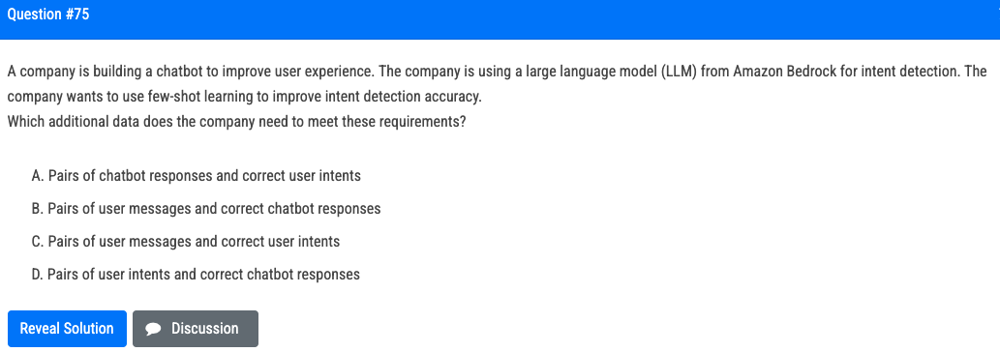 Question #75
A company is building a chatbot to improve user experience. The company is using a large language model (LLM) from Amazon Bedrock for intent detection. The
company wants to use few-shot learning to improve intent detection accuracy.
Which additional data does the company need to meet these requirements?
A. Pairs of chatbot responses and correct user intents
B. Pairs of user messages and correct chatbot responses
C. Pairs of user messages and correct user intents
D. Pairs of user intents and correct chatbot responses
Reveal Solution
Discussion